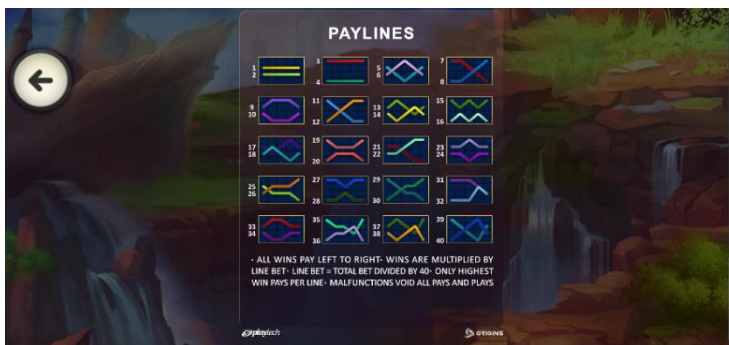 PAYLINES
1 3 5 7
2 4 6 8
9 11 13 15
10 12 14 16
17 19 21 23
18 20 22 24
25 27 29 31
26 28 30 32
33 35 37 39
34 36 38 40
• ALL WINS PAY LEFT TO RIGHT• WINS ARE MULTIPLIED BY
LINE BET• LINE BET = TOTAL BET DIVIDED BY 40• ONLY HIGHEST
WIN PAYS PER LINE• MALFUNCTIONS VOID ALL PAYS AND PLAYS
playtech ORIGINS